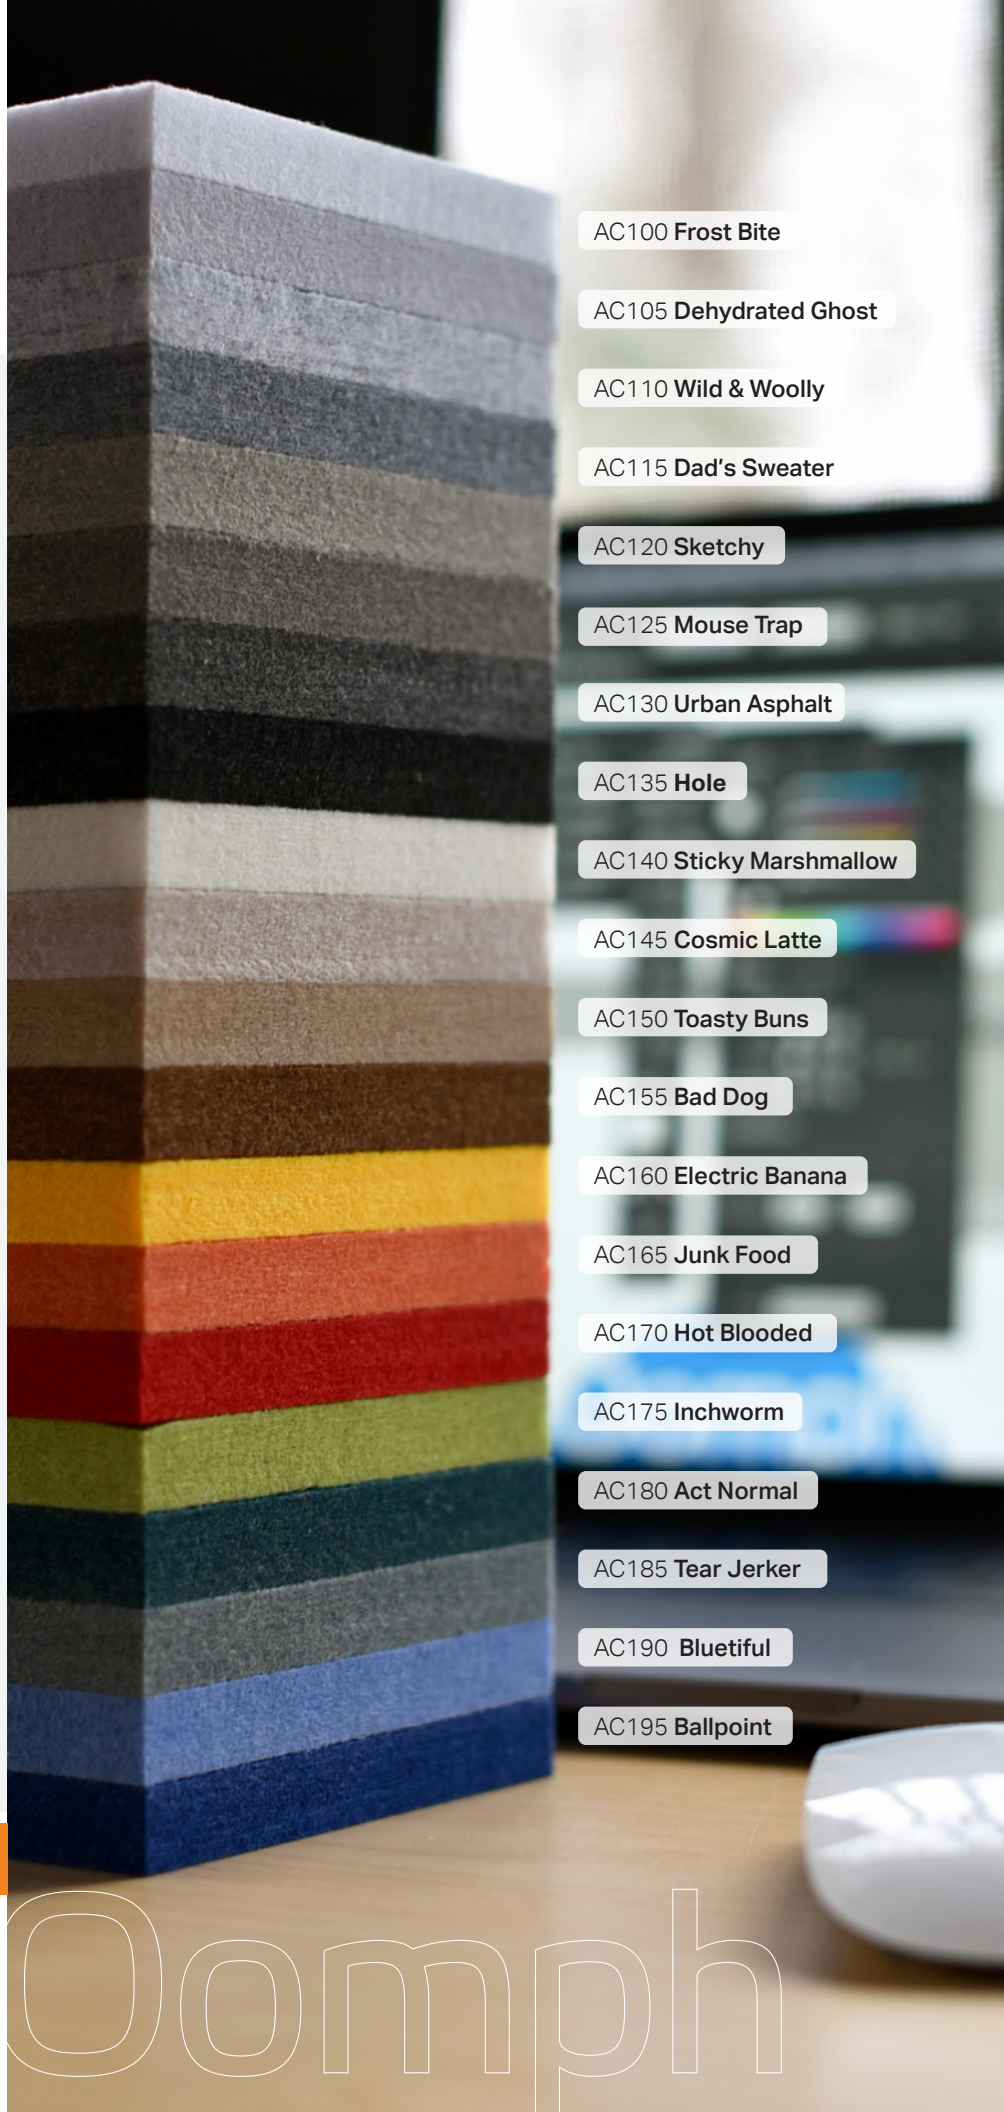 AC100 Frost Bite
AC105 Dehydrated Ghost
AC110 Wild & Woolly
AC115 Dad's Sweater
AC120 Sketchy
AC125 Mouse Trap
AC130 Urban Asphalt
AC135 Hole
AC140 Sticky Marshmallow
AC145 Cosmic Latte
AC150 Toasty Buns
AC155 Bad Dog
AC160 Electric Banana
AC165 Junk Food
AC170 Hot Blooded
AC175 Inchworm
AC180 Act Normal
AC185 Tear Jerker
AC190 Bluetiful
AC195 Ballpoint
Oomph